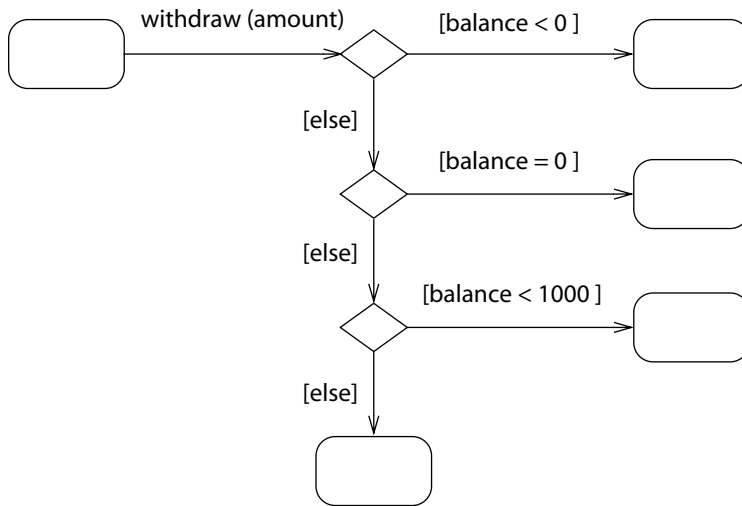 withdraw (amount)
[balance < 0 ]
[else]
[balance = 0 ]
[else]
[balance < 1000 ]
[else]